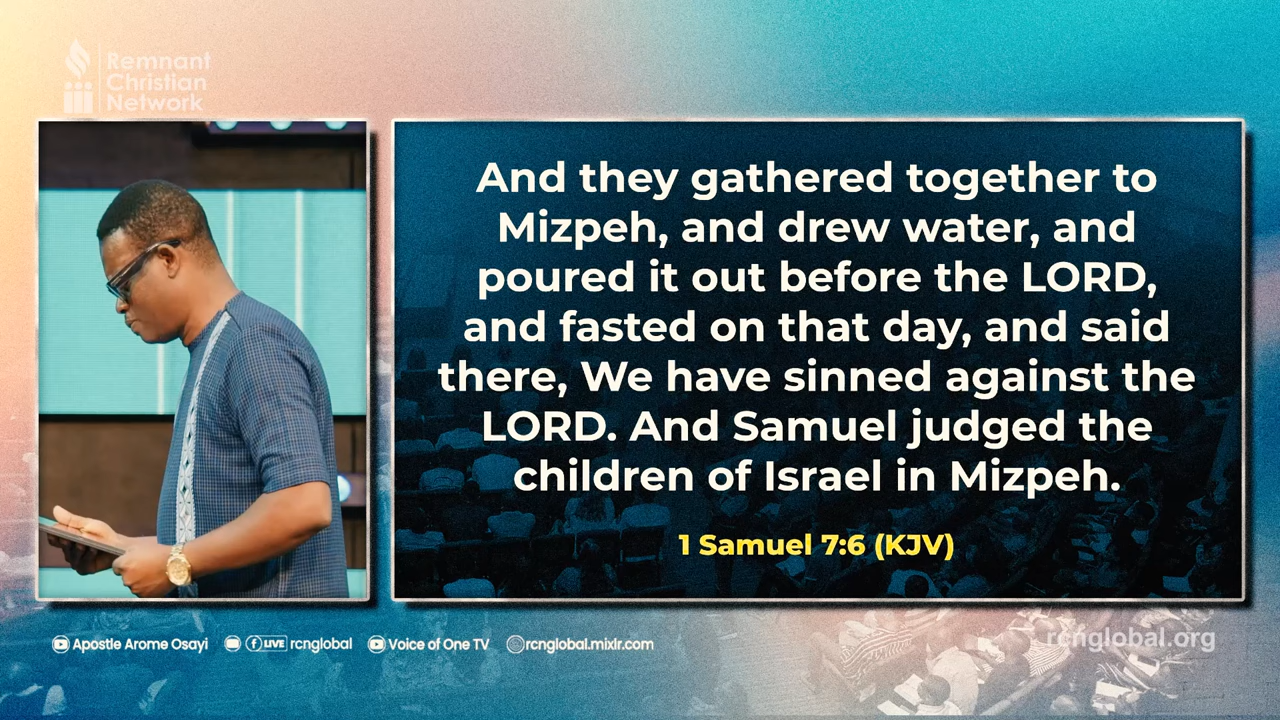 Remnant
Christian
Network
And they gathered together to
Mizpeh, and drew water, and
poured it out before the LORD,
and fasted on that day, and said
there, We have sinned against the
LORD. And Samuel judged the
children of Israel in Mizpeh.
1 Samuel 7:6 (KJV)
Apostle Arome Osayi f LIVE rcnglobal Voice of One TV rcnglobal.mixlr.com
rcnglobal.org